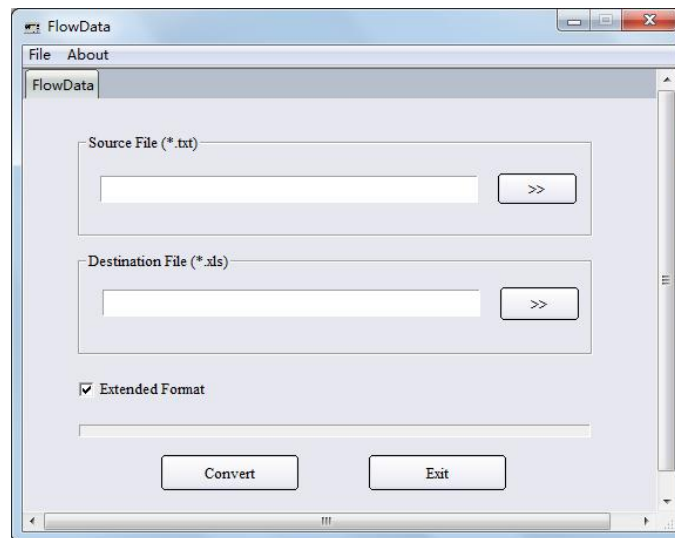 FlowData
File About
FlowData
Source File (*.txt)
>>
Destination File (*.xls)
>>
Extended Format
Convert Exit